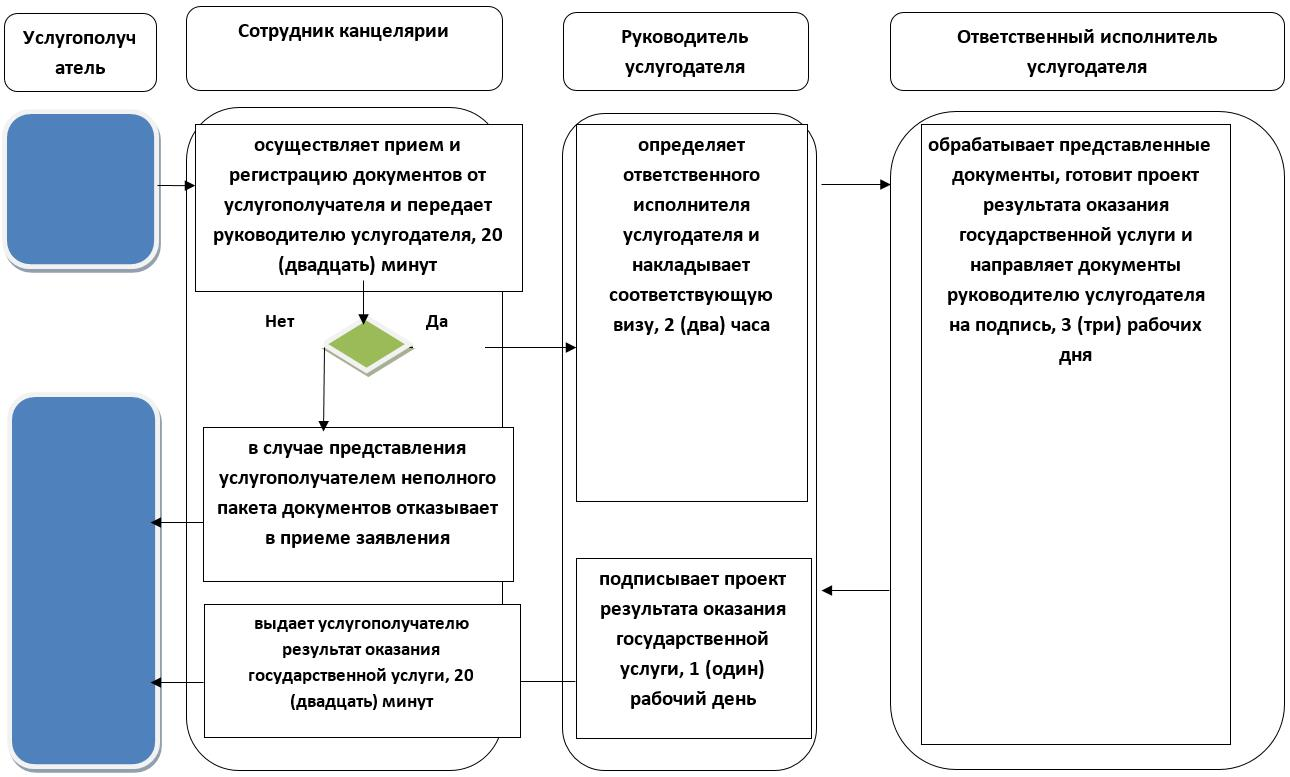 Услугополуч
атель
Сотрудник канцелярии
Руководитель
услугодателя
Ответственный исполнитель
услугодателя
осуществляет прием и
регистрацию документов от
услугополучателя и передает
руководителю услугодателя, 20
(двадцать) минут
Нет
Да
в случае представления
услугополучателем неполного
пакета документов отказывает
в приеме заявления
выдает услугополучателю
результат оказания
государственной услуги, 20
(двадцать) минут
определяет
ответственного
исполнителя
услугодателя и
накладывает
соответствующую
визу, 2 (два) часа
подписывает проект
результата оказания
государственной
услуги, 1 (один)
рабочий день
обрабатывает представленные
документы, готовит проект
результата оказания
государственной услуги и
направляет документы
руководителю услугодателя
на подпись, 3 (три) рабочих
дня